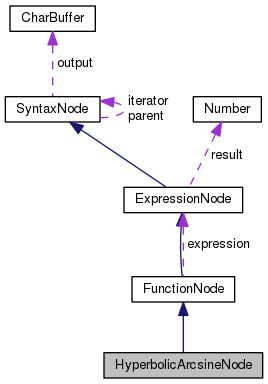 CharBuffer
output
SyntaxNode
iterator
parent
Number
result
ExpressionNode
expression
FunctionNode
HyperbolicArcsineNode